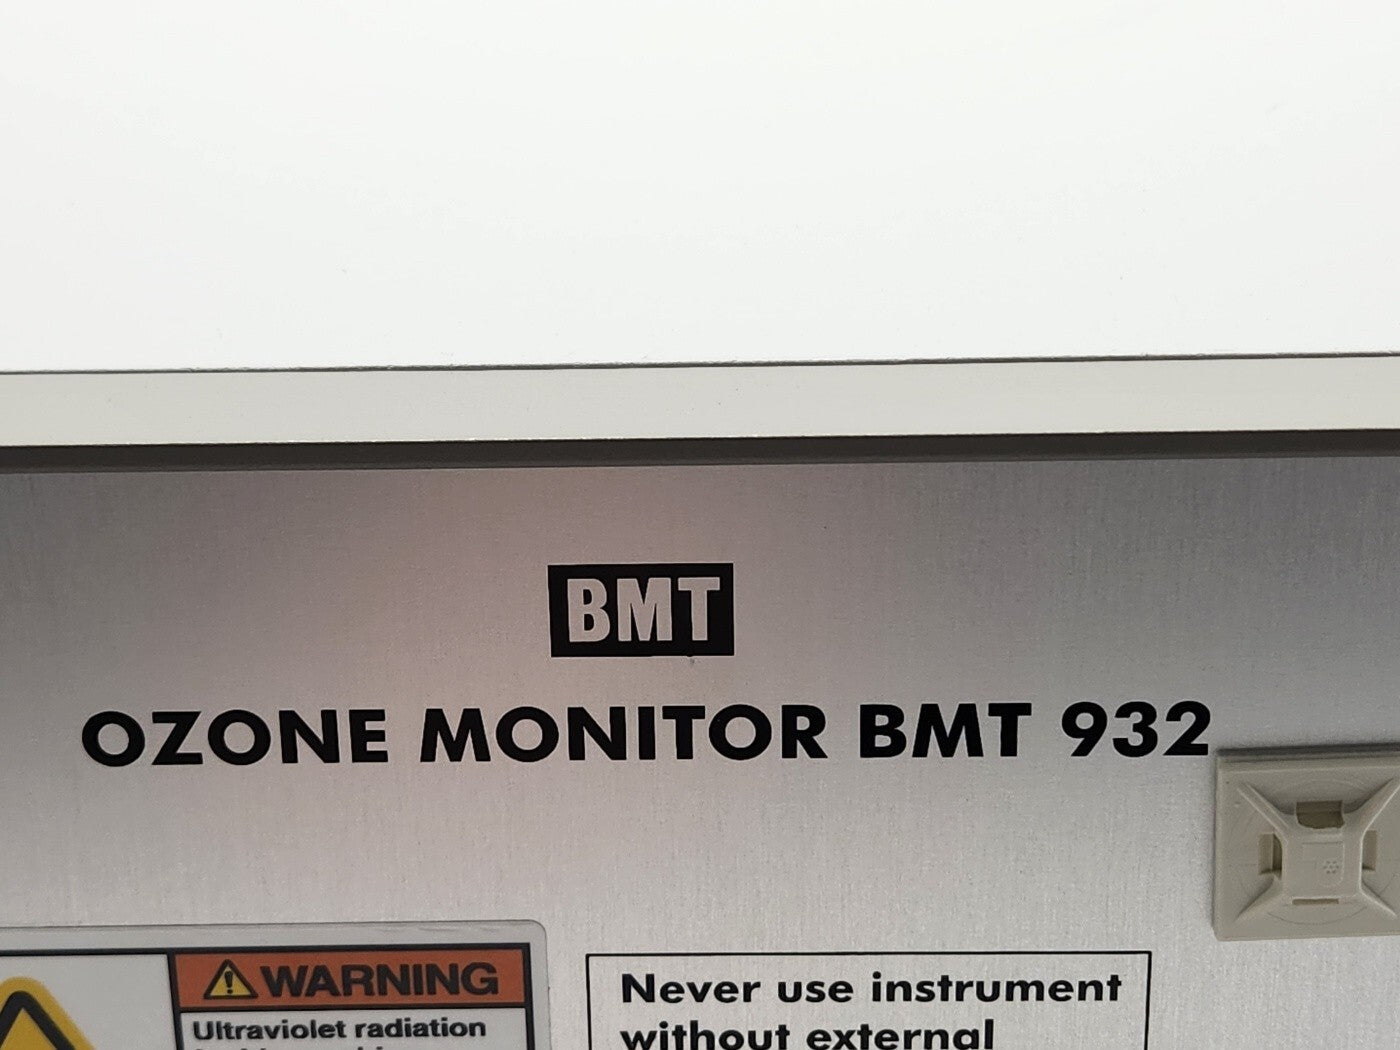 BMT
OZONE MONITOR BMT 932
WARNING
Ultraviolet radiation
Never use instrument
without external